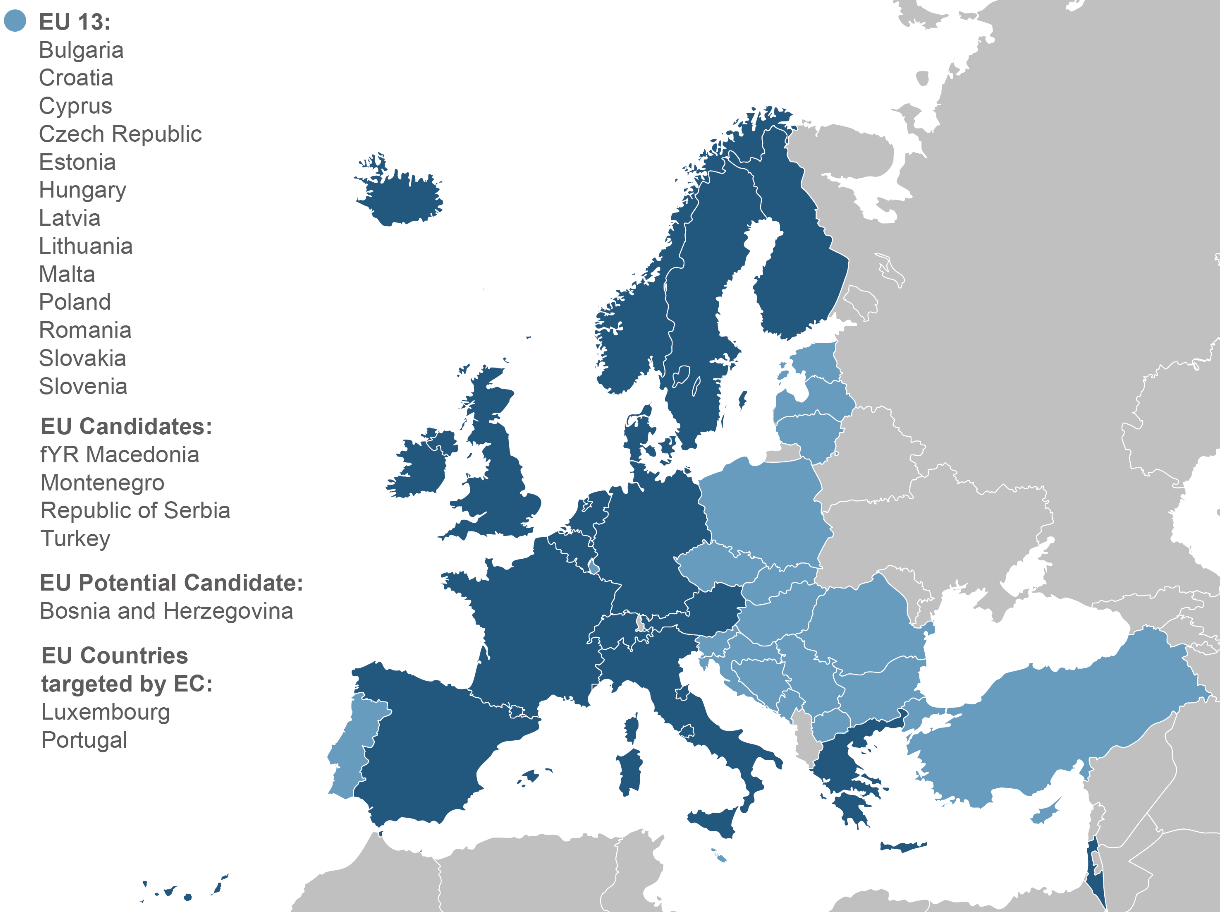 EU 13:
Bulgaria
Croatia
Cyprus
Czech Republic
Estonia
Hungary
Latvia
Lithuania
Malta
Poland
Romania
Slovakia
Slovenia
EU Candidates:
fYR Macedonia
Montenegro
Republic of Serbia
Turkey
EU Potential Candidate:
Bosnia and Herzegovina
EU Countries
targeted by EC:
Luxembourg
Portugal